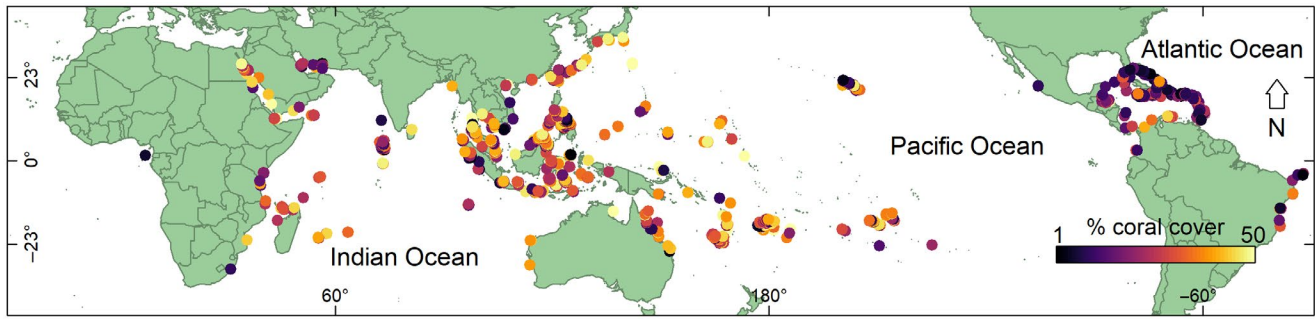 Atlantic Ocean
23°
N
Pacific Ocean
0°
% coral cover
1 50
−23°
Indian Ocean
60° 180° −60°